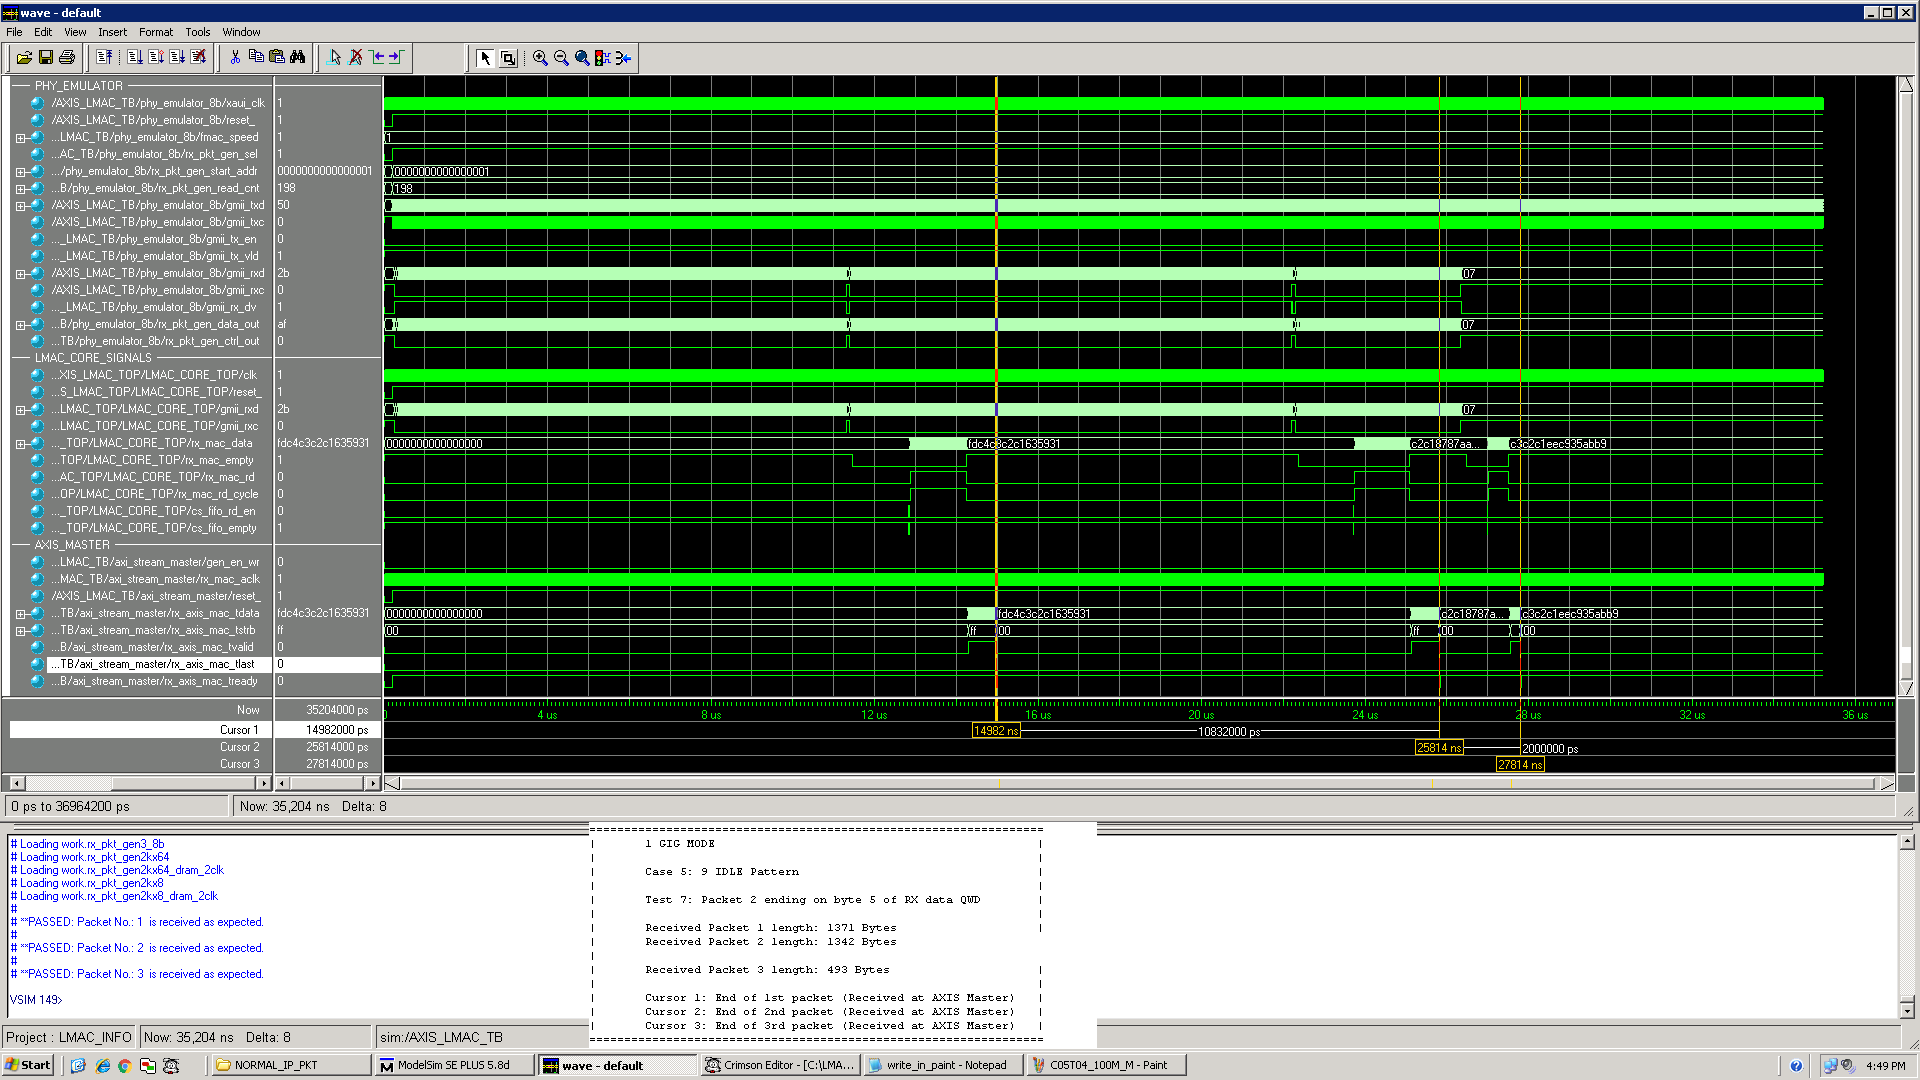 wave - default
File Edit View Insert Format Tools Window
PHY_EMULATOR
/AXIS_LMAC_TB/phy_emulator_8b/xaui_clk 1
/AXIS_LMAC_TB/phy_emulator_8b/reset_ 1
...LMAC_TB/phy_emulator_8b/fmac_speed 1 1
...AC_TB/phy_emulator_8b/rx_pkt_gen_sel 1
.../phy_emulator_8b/rx_pkt_gen_start_addr 0000000000000001 0000000000000001
...B/phy_emulator_8b/rx_pkt_gen_read_cnt 198 198
/AXIS_LMAC_TB/phy_emulator_8b/gmii_txd 50
/AXIS_LMAC_TB/phy_emulator_8b/gmii_txc 0
..._LMAC_TB/phy_emulator_8b/gmii_tx_en 0
..._LMAC_TB/phy_emulator_8b/gmii_tx_vld 1
/AXIS_LMAC_TB/phy_emulator_8b/gmii_rxd 2b 07
/AXIS_LMAC_TB/phy_emulator_8b/gmii_rxc 0
..._LMAC_TB/phy_emulator_8b/gmii_rx_dv 1
...B/phy_emulator_8b/rx_pkt_gen_data_out af 07
...TB/phy_emulator_8b/rx_pkt_gen_ctrl_out 0
LMAC_CORE_SIGNALS
...XIS_LMAC_TOP/LMAC_CORE_TOP/clk 1
...S_LMAC_TOP/LMAC_CORE_TOP/reset_ 1
...LMAC_TOP/LMAC_CORE_TOP/gmii_rxd 2b 07
...LMAC_TOP/LMAC_CORE_TOP/gmii_rxc 0
..._TOP/LMAC_CORE_TOP/rx_mac_data fdc4c3c2c1635931 0000000000000000 fdc4c3c2c1635931 c2c18787aa... c3c2c1eec935abb9
...TOP/LMAC_CORE_TOP/rx_mac_empty 1
...AC_TOP/LMAC_CORE_TOP/rx_mac_rd 0
...OP/LMAC_CORE_TOP/rx_mac_rd_cycle 0
..._TOP/LMAC_CORE_TOP/cs_fifo_rd_en 0
..._TOP/LMAC_CORE_TOP/cs_fifo_empty 1
AXIS_MASTER
...LMAC_TB/axi_stream_master/gen_en_wr 0
...MAC_TB/axi_stream_master/rx_mac_aclk 1
/AXIS_LMAC_TB/axi_stream_master/reset_ 1
...TB/axi_stream_master/rx_axis_mac_tdata fdc4c3c2c1635931 0000000000000000 fdc4c3c2c1635931 c2c18787a... c3c2c1eec935abb9
...TB/axi_stream_master/rx_axis_mac_tstrb ff 00 ff 00 ff 00 00
...B/axi_stream_master/rx_axis_mac_tvalid 0
...TB/axi_stream_master/rx_axis_mac_tlast 0
...B/axi_stream_master/rx_axis_mac_tready 0
Now 35204000 ps 0 4 us 8 us 12 us 16 us 20 us 24 us 28 us 32 us 36 us
Cursor 1 14982000 ps 14982 ns 10832000 ps
Cursor 2 25814000 ps 25814 ns 2000000 ps
Cursor 3 27814000 ps 27814 ns
0 ps to 36964200 ps Now: 35,204 ns Delta: 8
# Loading work.rx_pkt_gen3_8b
# Loading work.rx_pkt_gen2kx64
# Loading work.rx_pkt_gen2kx64_dram_2clk
# Loading work.rx_pkt_gen2kx8
# Loading work.rx_pkt_gen2kx8_dram_2clk
#
# **PASSED: Packet No.: 1 is received as expected.
#
# **PASSED: Packet No.: 2 is received as expected.
#
# **PASSED: Packet No.: 3 is received as expected.
VSIM 149>
1 GIG MODE
Case 5: 9 IDLE Pattern
Test 7: Packet 2 ending on byte 5 of RX data QWD
Received Packet 1 length: 1371 Bytes
Received Packet 2 length: 1342 Bytes
Received Packet 3 length: 493 Bytes
Cursor 1: End of 1st packet (Received at AXIS Master)
Cursor 2: End of 2nd packet (Received at AXIS Master)
Cursor 3: End of 3rd packet (Received at AXIS Master)
Project : LMAC_INFO Now: 35,204 ns Delta: 8 sim:/AXIS_LMAC_TB
Start NORMAL_IP_PKT ModelSim SE PLUS 5.8d wave - default Crimson Editor - [C:\LMA... write_in_paint - Notepad C05T04_100M_M - Paint 4:49 PM